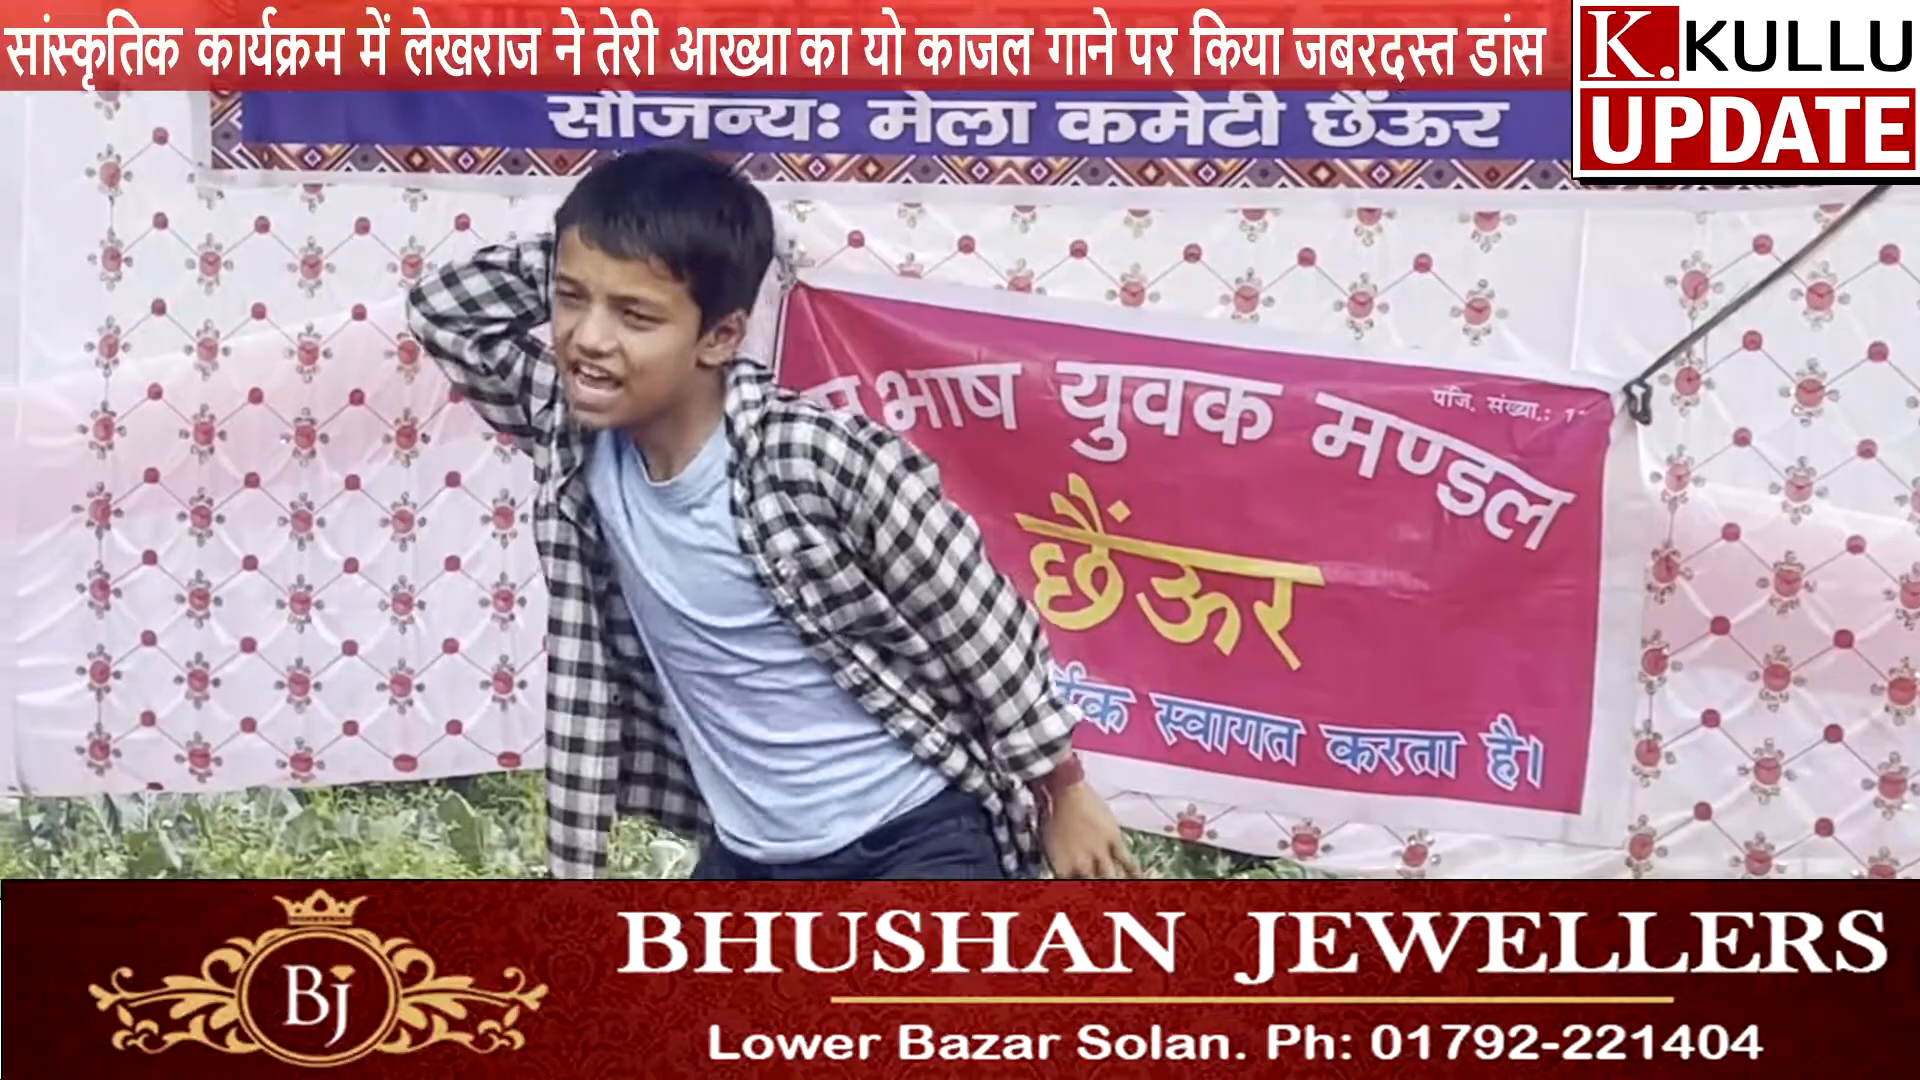 सांस्कृतिक कार्यक्रम में लेखराज ने तेरी आख्या का यो काजल गाने पर किया जबरदस्त डांस
K. KULLU
UPDATE
सौजन्यः मेला कमेटी छैंऊर
पंजि. संख्या.:
भाष युवक मण्डल
छैंऊर
स्वागत करता है।
Bj
BHUSHAN JEWELLERS
Lower Bazar Solan. Ph: 01792-221404